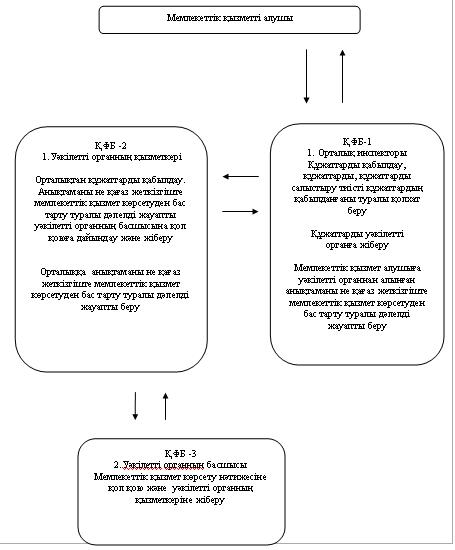 Мемлекеттік қызметті алушы
ҚФБ -2
1. Уәкілетті органның қызметкері
Орталықтан құжаттарды қабылдау.
Анықтаманы не қағаз жеткізгіште
мемлекеттік қызмет көрсетуден бас
тарту туралы дәлелді жауапты
уәкілетті органның басшысына қол
қоюға дайындау және жіберу
Орталыққа анықтаманы не қағаз
жеткізгіште мемлекеттік қызмет
көрсетуден бас тарту туралы дәлелді
жауапты беру
ҚФБ-1
1. Орталық инспекторы
Құжаттарды қабылдау,
құжаттарды, құжаттарды
салыстыру тиісті құжаттардың
қабылданғаны туралы қолхат
беру
Құжаттарды уәкілетті
органға жіберу
Мемлекеттік қызмет алушыға
уәкілетті органнан алынған
анықтаманы не қағаз жеткізгіште
мемлекеттік қызмет көрсетуден
бас тарту туралы дәлелді
жауапты беру
ҚФБ -3
2. Уәкілетті органның басшысы
Мемлекеттік қызмет көрсету нәтижесіне
қол қою және уәкілетті органның
қызметкеріне жіберу